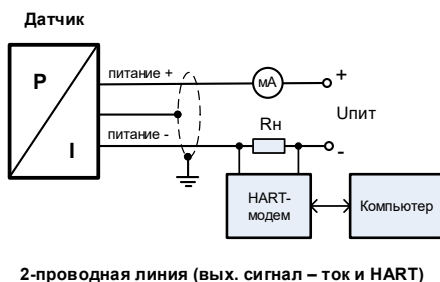 Датчик
P
I
питание +
мА
+
Uпит
питание -
Rн
-
HART-
модем
Компьютер
2-проводная линия (вых. сигнал – ток и HART)